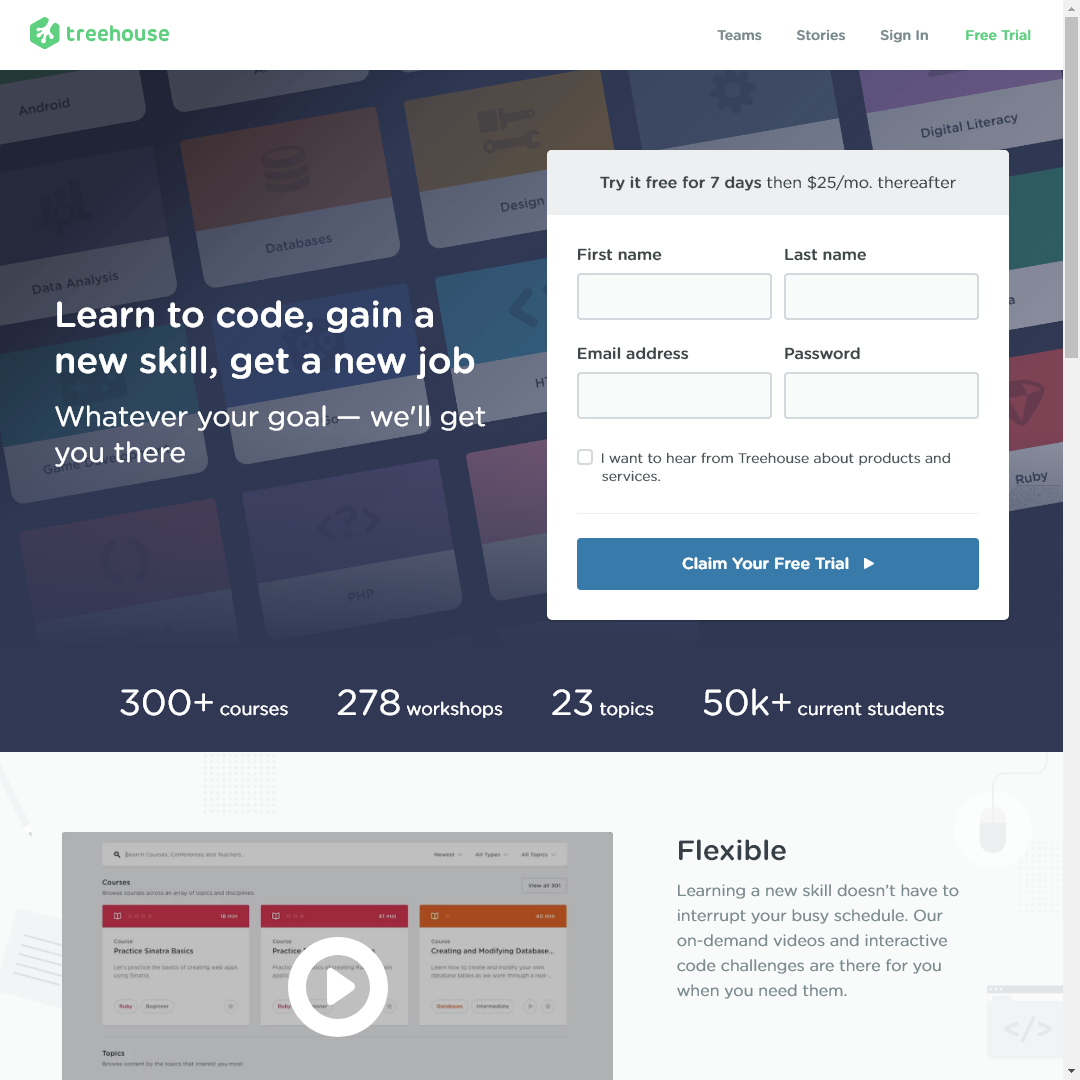 treehouse
Teams
Stories
Sign In
Free Trial
Android
Digital Literacy
Databases
Design
Data Analysis
Ruby
PHP
Learn to code, gain a
new skill, get a new job
Whatever your goal — we'll get
you there
Try it free for 7 days then $25/mo. thereafter
First name
Last name
Email address
Password
I want to hear from Treehouse about products and
services.
Claim Your Free Trial
300+ courses
278 workshops
23 topics
50k+ current students
Search Courses, Conferences and Teachers..
Newest
All Types
All Topics
Courses
Browse courses across an array of topics and disciplines.
View all 301
18 min
61 min
40 min
Course
Practice Sinatra Basics
Let's practice the basics of creating web apps
using Sinatra
Ruby
Beginner
Course
Course
Creating and Modifying Database...
Learn how to create and modify your own
database tables as we work through a real-...
Databases
Intermediate
Topics
Browse content by the topics that interest you most.
Flexible
Learning a new skill doesn’t have to
interrupt your busy schedule. Our
on-demand videos and interactive
code challenges are there for you
when you need them.